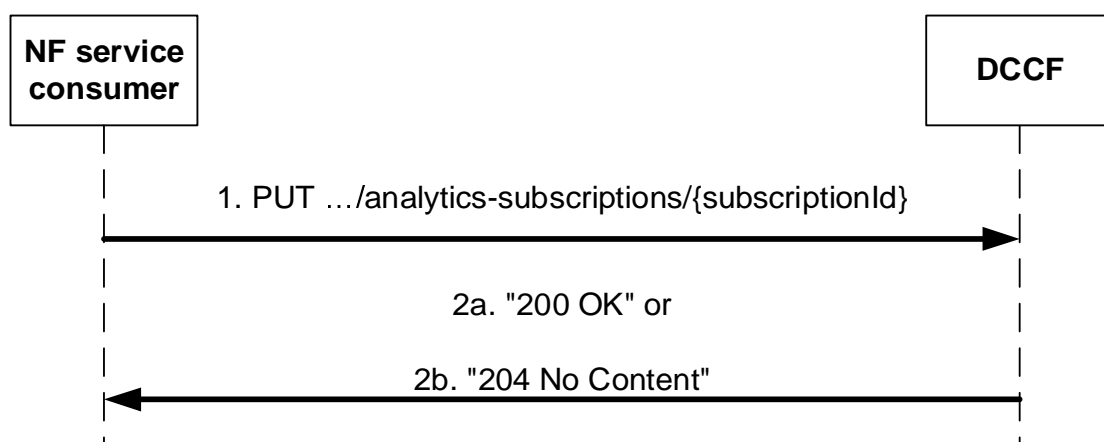 NF service
consumer
DCCF
1. PUT …/analytics-subscriptions/{subscriptionId}
2a. "200 OK" or
2b. "204 No Content"